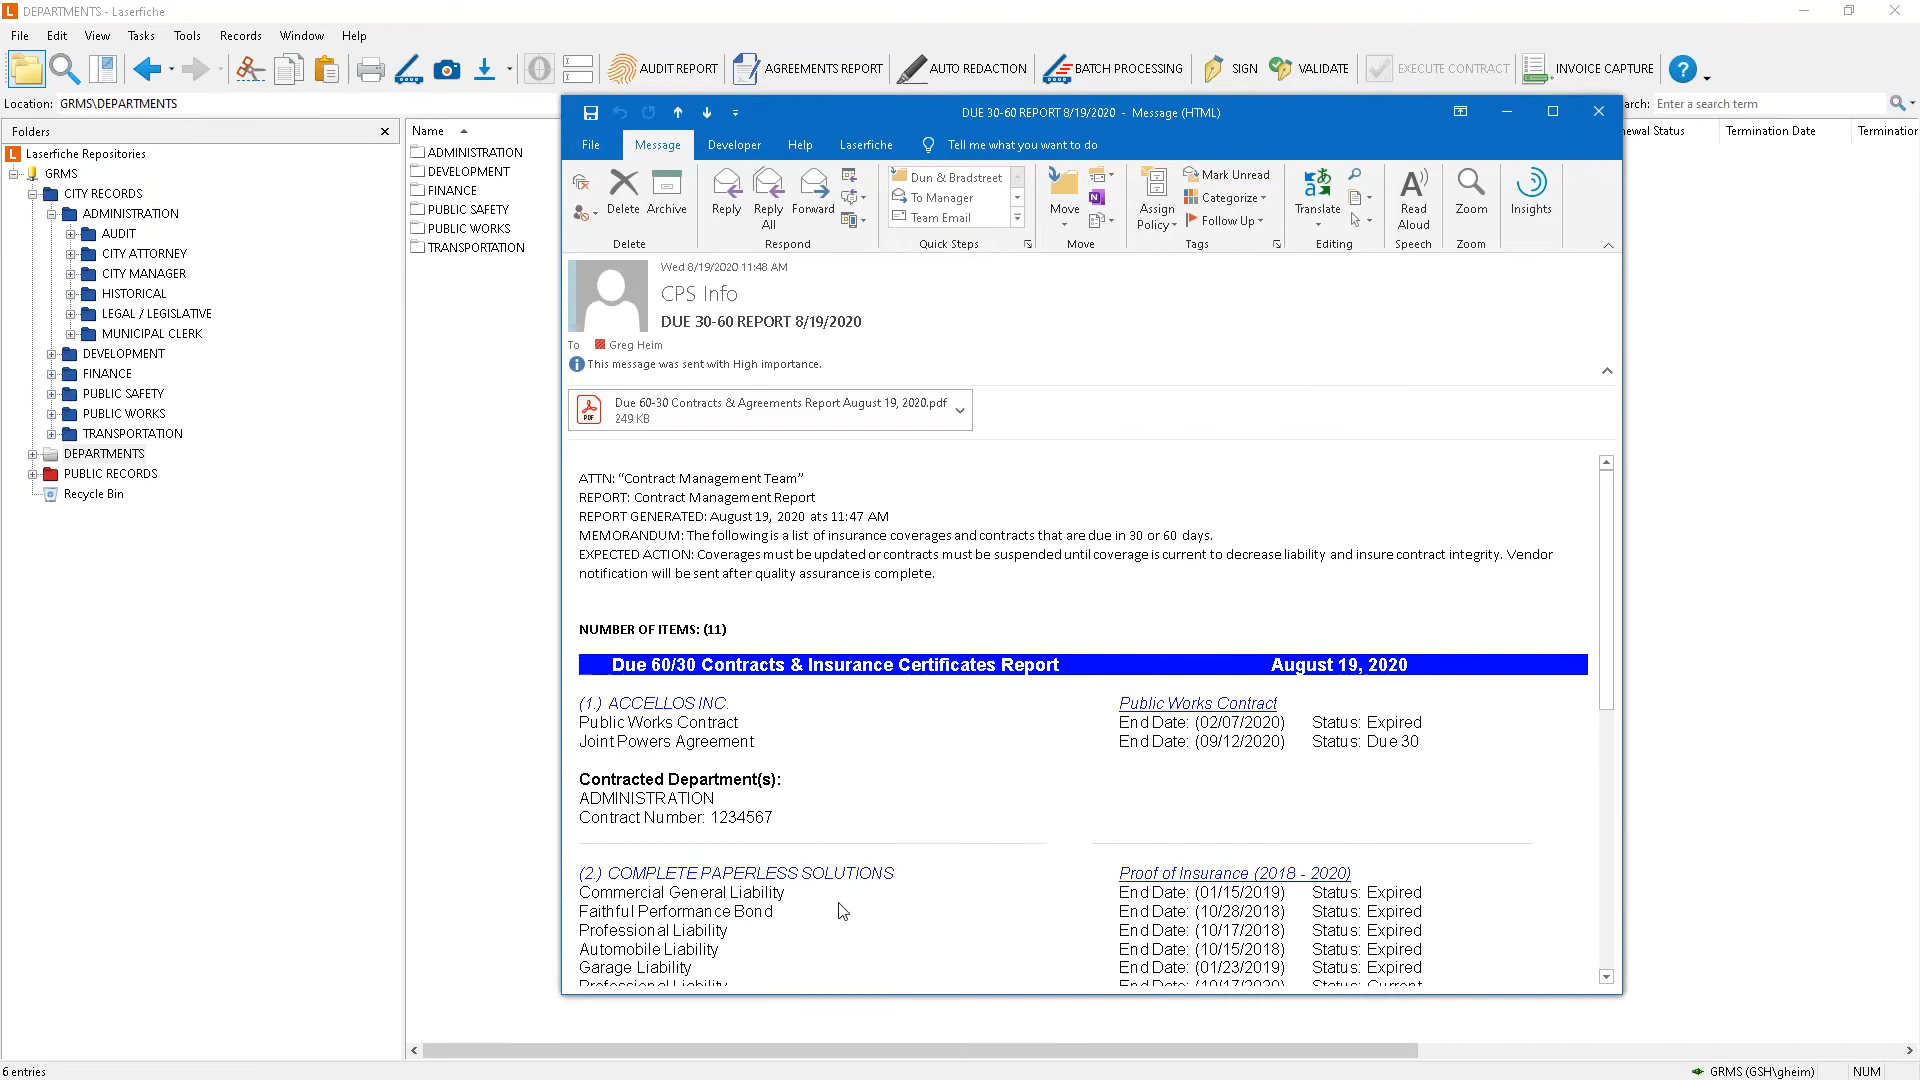 DEPARTMENTS - Laserfiche
File Edit View Tasks Tools Records Window Help
AUDIT REPORT AGREEMENTS REPORT AUTO REDACTION BATCH PROCESSING SIGN VALIDATE EXECUTE CONTRACT INVOICE CAPTURE
Location: GRMS\DEPARTMENTS
arch: Enter a search term
Folders
Laserfiche Repositories
GRMS
CITY RECORDS
ADMINISTRATION
AUDIT
CITY ATTORNEY
CITY MANAGER
HISTORICAL
LEGAL / LEGISLATIVE
MUNICIPAL CLERK
DEVELOPMENT
FINANCE
PUBLIC SAFETY
PUBLIC WORKS
TRANSPORTATION
DEPARTMENTS
PUBLIC RECORDS
Recycle Bin
Name
ADMINISTRATION
DEVELOPMENT
FINANCE
PUBLIC SAFETY
PUBLIC WORKS
TRANSPORTATION
newal Status Termination Date Termination
DUE 30-60 REPORT 8/19/2020 - Message (HTML)
File Message Developer Help Laserfiche Tell me what you want to do
Delete Archive
Delete
Reply Reply All Forward
Respond
Dun & Bradstreet
To Manager
Team Email
Quick Steps
Move
Move
Assign Policy
Mark Unread
Categorize
Follow Up
Tags
Translate
Editing
Read Aloud
Speech
Zoom
Zoom
Insights
Wed 8/19/2020 11:48 AM
CPS Info
DUE 30-60 REPORT 8/19/2020
To Greg Heim
This message was sent with High importance.
PDF
Due 60-30 Contracts & Agreements Report August 19, 2020.pdf
249 KB
ATTN: “Contract Management Team”
REPORT: Contract Management Report
REPORT GENERATED: August 19, 2020 ats 11:47 AM
MEMORANDUM: The following is a list of insurance coverages and contracts that are due in 30 or 60 days.
EXPECTED ACTION: Coverages must be updated or contracts must be suspended until coverage is current to decrease liability and insure contract integrity. Vendor
notification will be sent after quality assurance is complete.
NUMBER OF ITEMS: (11)
Due 60/30 Contracts & Insurance Certificates Report August 19, 2020
(1.) ACCELLOS INC. Public Works Contract
Public Works Contract End Date: (02/07/2020) Status: Expired
Joint Powers Agreement End Date: (09/12/2020) Status: Due 30
Contracted Department(s):
ADMINISTRATION
Contract Number: 1234567
(2.) COMPLETE PAPERLESS SOLUTIONS Proof of Insurance (2018 - 2020)
Commercial General Liability End Date: (01/15/2019) Status: Expired
Faithful Performance Bond End Date: (10/28/2018) Status: Expired
Professional Liability End Date: (10/17/2018) Status: Expired
Automobile Liability End Date: (10/15/2018) Status: Expired
Garage Liability End Date: (01/23/2019) Status: Expired
Professional Liability End Date: (10/17/2020) Status: Current
6 entries
GRMS (GSH\gheim) NUM